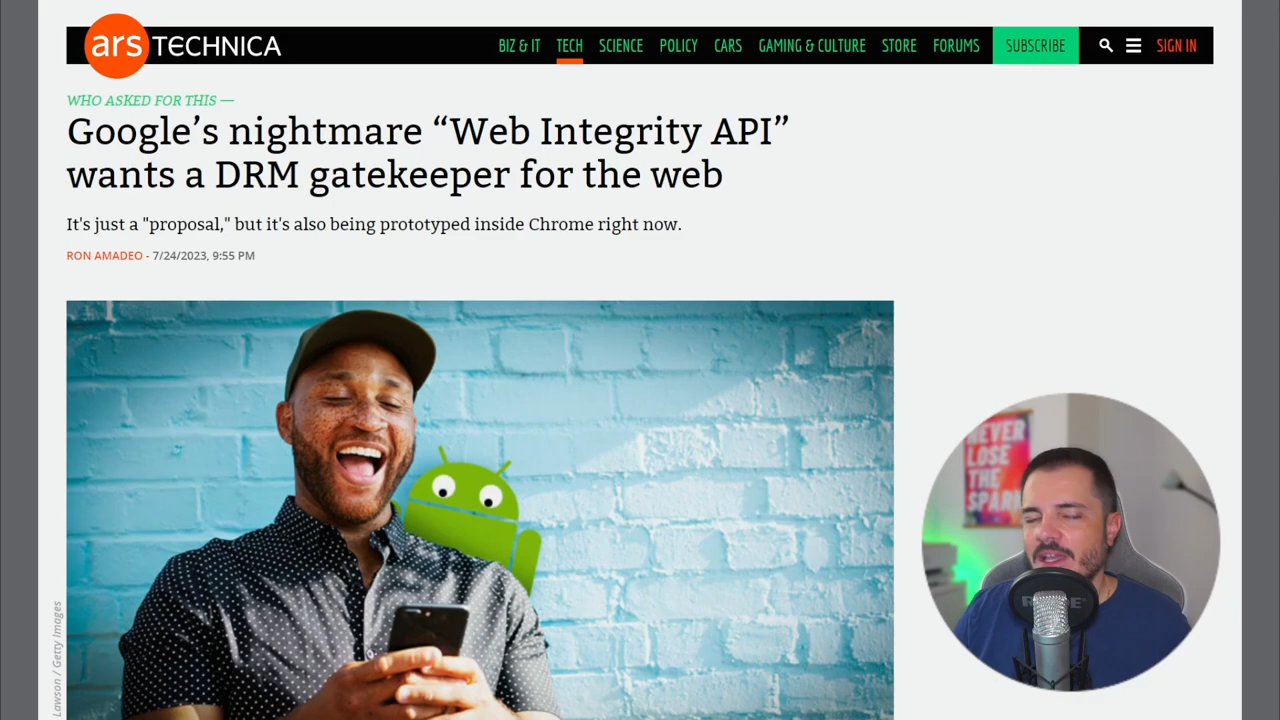 ars TECHNICA
BIZ & IT TECH SCIENCE POLICY CARS GAMING & CULTURE STORE FORUMS SUBSCRIBE SIGN IN
WHO ASKED FOR THIS —
Google’s nightmare “Web Integrity API”
wants a DRM gatekeeper for the web
It's just a "proposal," but it's also being prototyped inside Chrome right now.
RON AMADEO - 7/24/2023, 9:55 PM
Lawson / Getty Images
NEVER
LOSE
THE
SPARK